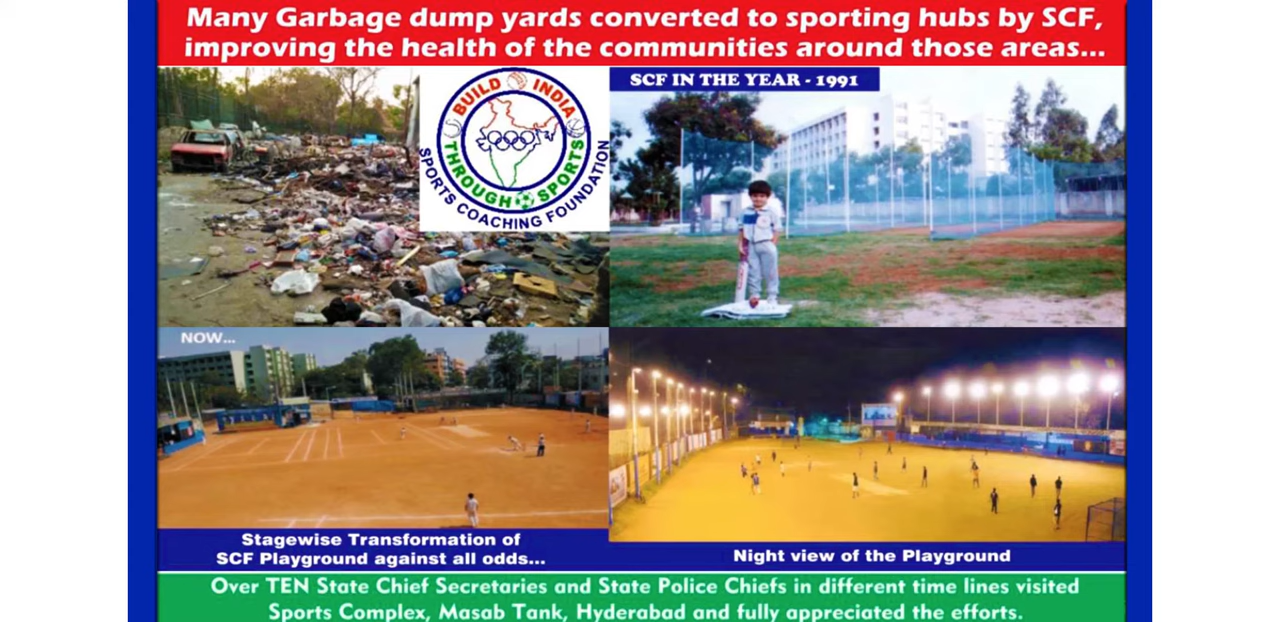 Many Garbage dump yards converted to sporting hubs by SCF,
improving the health of the communities around those areas...
BUILD INDIA
THROUGH SPORTS
SPORTS COACHING FOUNDATION
SCF IN THE YEAR - 1991
NOW...
Stagewise Transformation of
SCF Playground against all odds...
Night view of the Playground
Over TEN State Chief Secretaries and State Police Chiefs in different time lines visited
Sports Complex, Masab Tank, Hyderabad and fully appreciated the efforts.